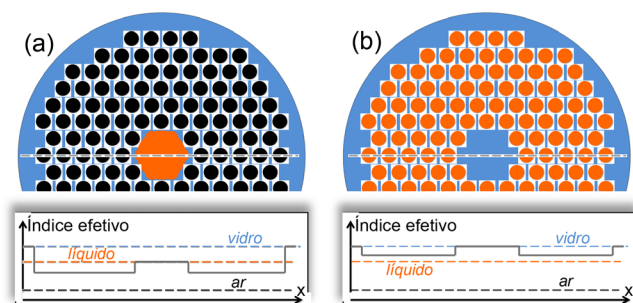 (a)
Índice efetivo
vidro
líquido
ar
x
(b)
Índice efetivo
vidro
líquido
ar
x